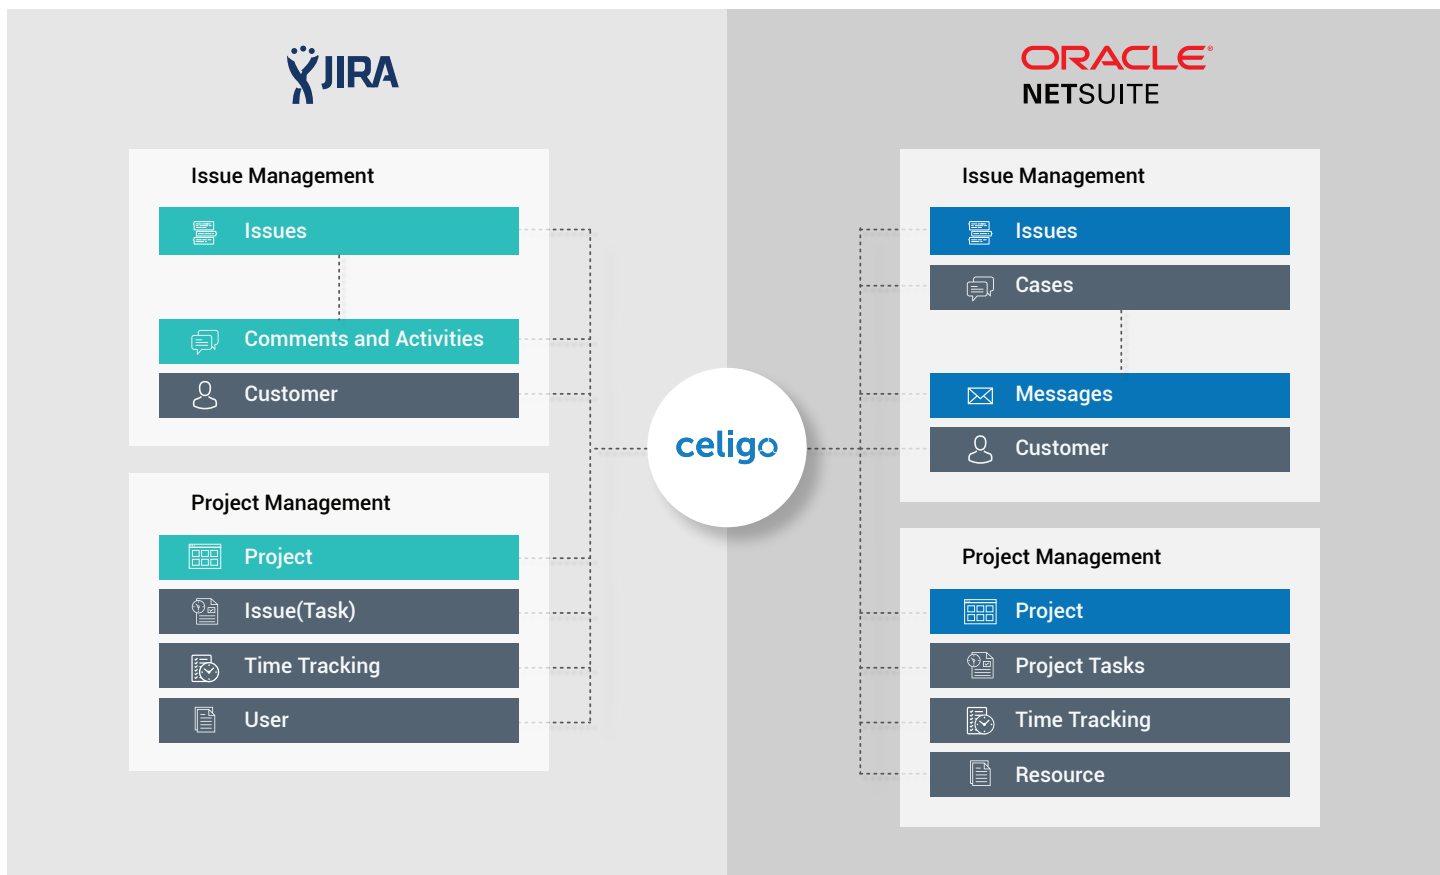 JIRA
Issue Management
Issues
Comments and Activities
Customer
Project Management
Project
Issue(Task)
Time Tracking
User
celigo
ORACLE®
NETSUITE
Issue Management
Issues
Cases
Messages
Customer
Project Management
Project
Project Tasks
Time Tracking
Resource